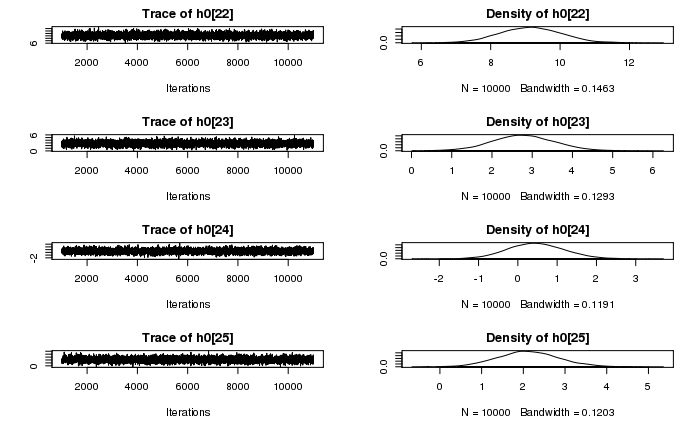 Trace of h0[22]
6
2000 4000 6000 8000 10000
Iterations
Density of h0[22]
0.0
6 8 10 12
N = 10000 Bandwidth = 0.1463
Trace of h0[23]
0 6
2000 4000 6000 8000 10000
Iterations
Density of h0[23]
0.0
0 1 2 3 4 5 6
N = 10000 Bandwidth = 0.1293
Trace of h0[24]
-2
2000 4000 6000 8000 10000
Iterations
Density of h0[24]
0.0
-2 -1 0 1 2 3
N = 10000 Bandwidth = 0.1191
Trace of h0[25]
0
2000 4000 6000 8000 10000
Iterations
Density of h0[25]
0.0
0 1 2 3 4 5
N = 10000 Bandwidth = 0.1203